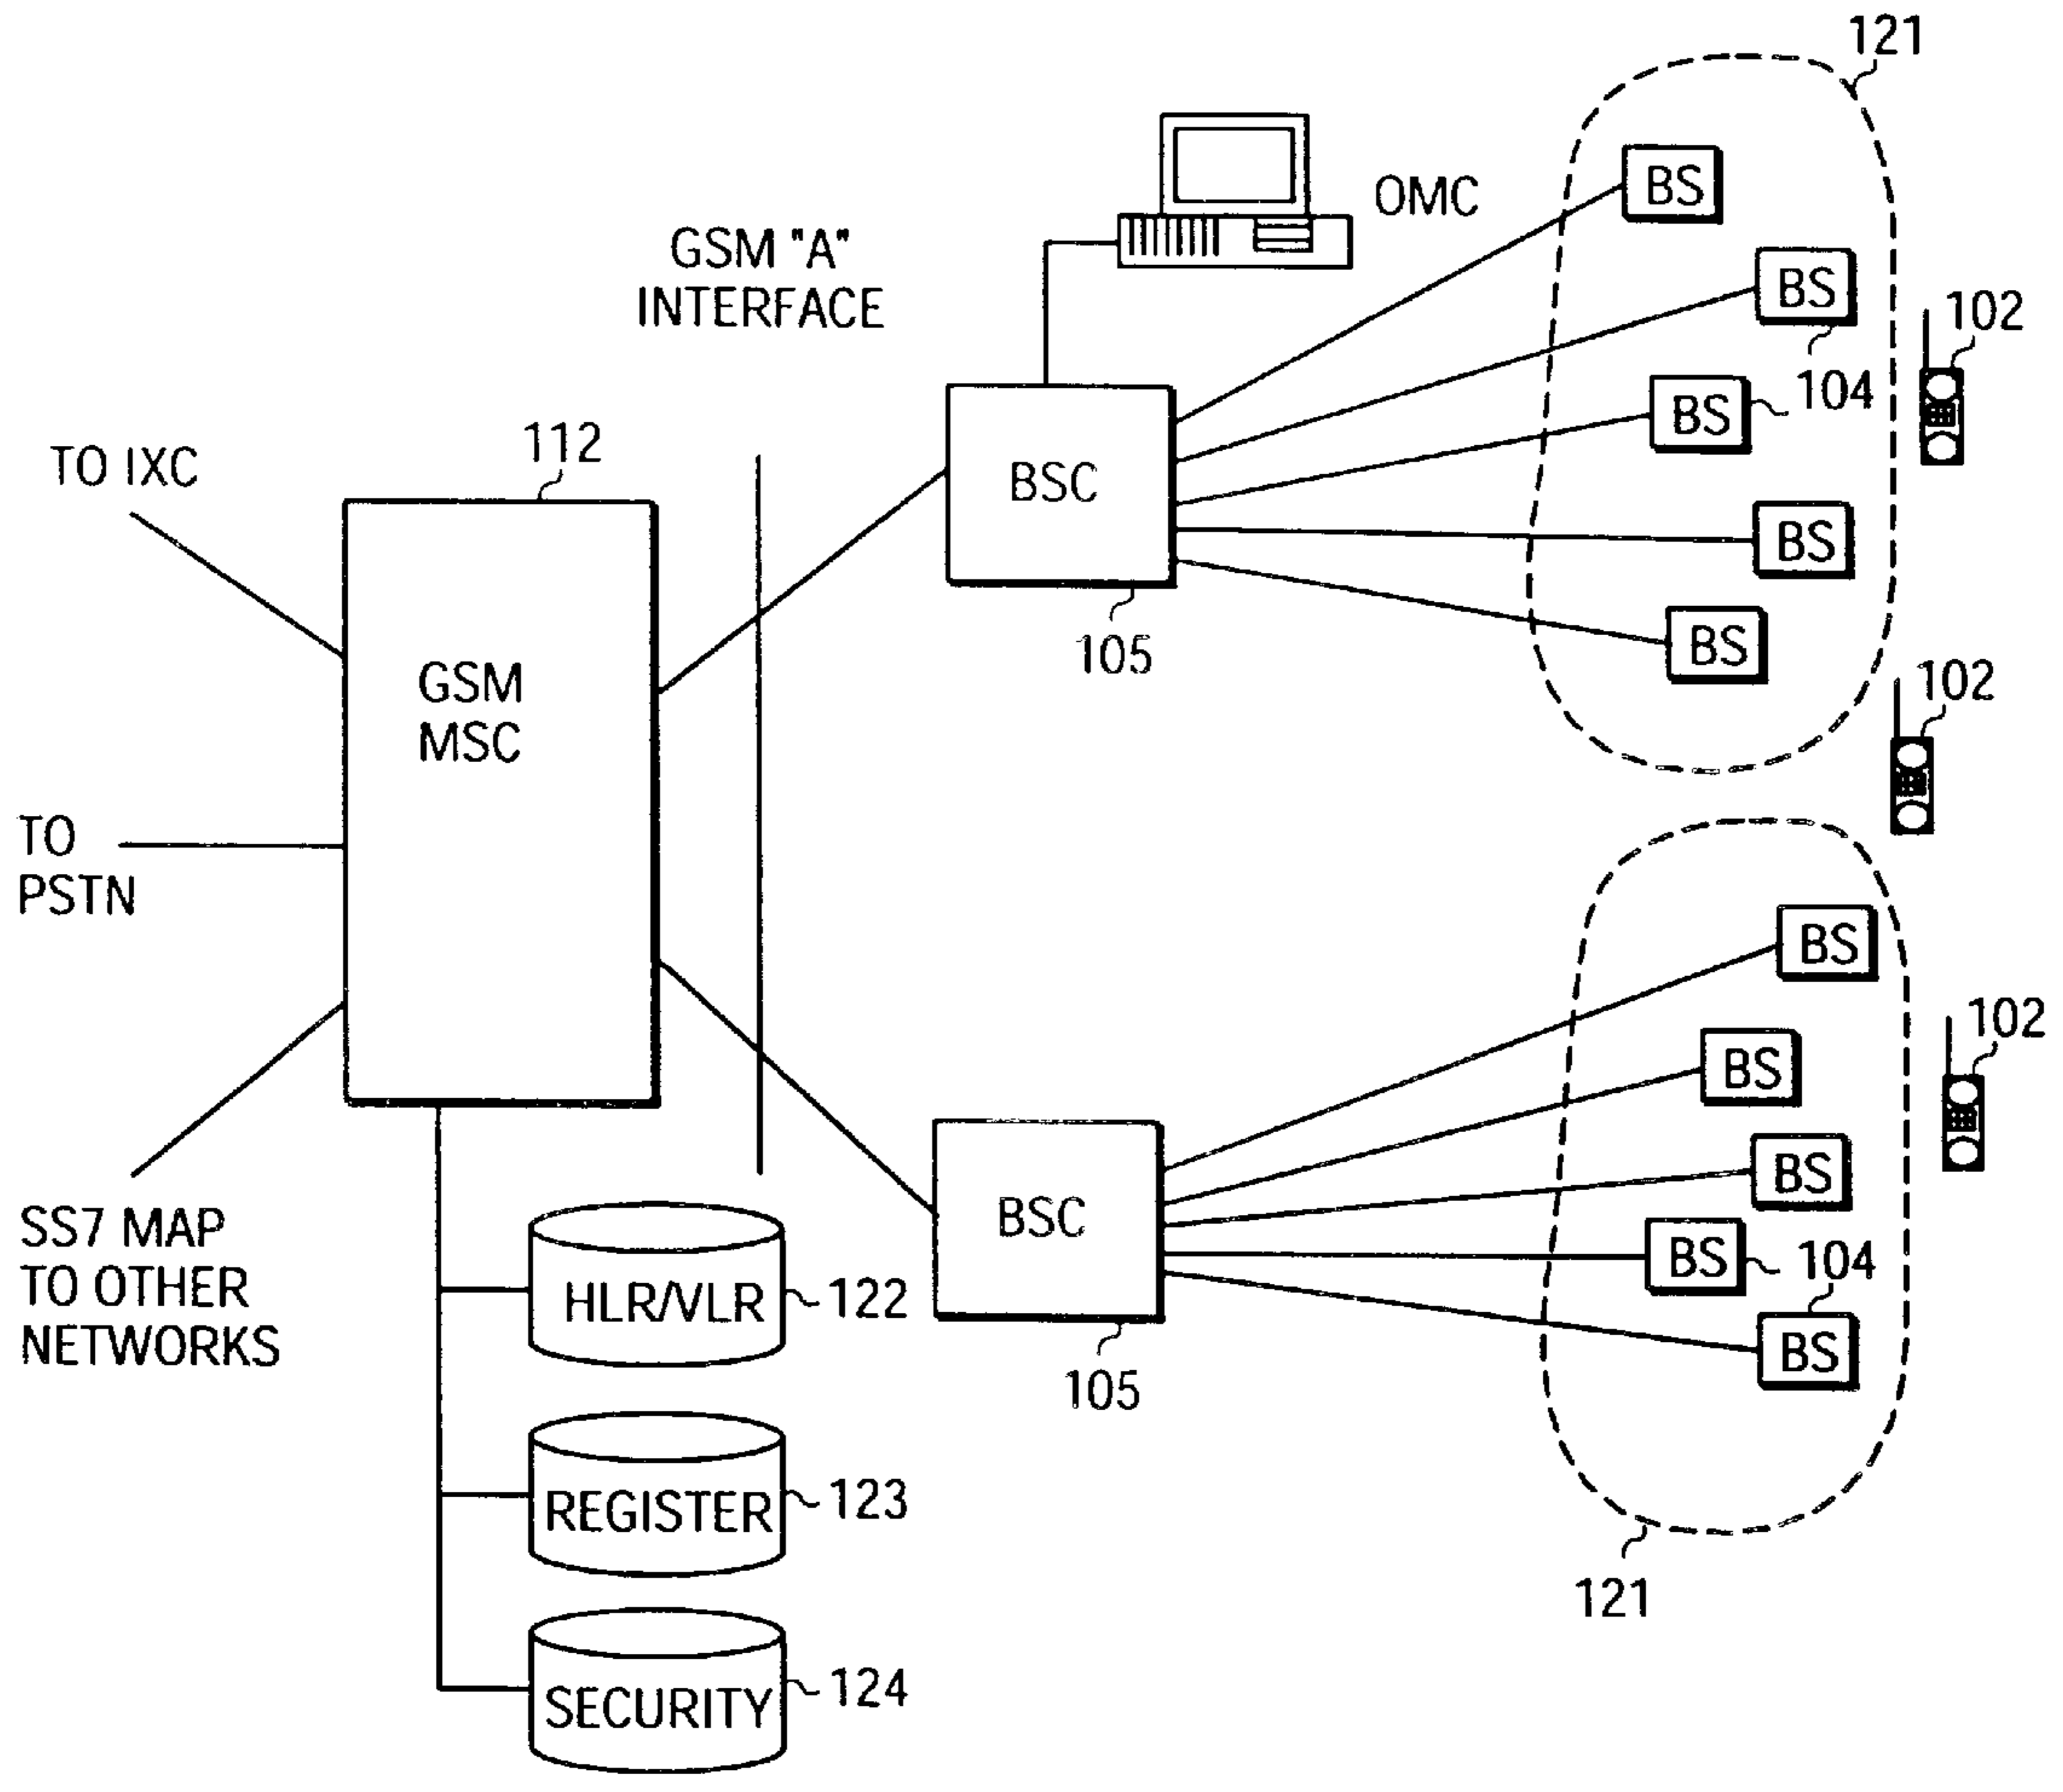 121
BS
OMC
GSM "A"
INTERFACE
BS
102
104
BS
112
TO IXC
BSC
BS
105
BS
GSM
MSC
102
TO
PSTN
BS
102
BS
BS
BSC
SS7 MAP
TO OTHER
NETWORKS
BS
104
HLR/VLR
122
BS
105
REGISTER
123
121
SECURITY
124